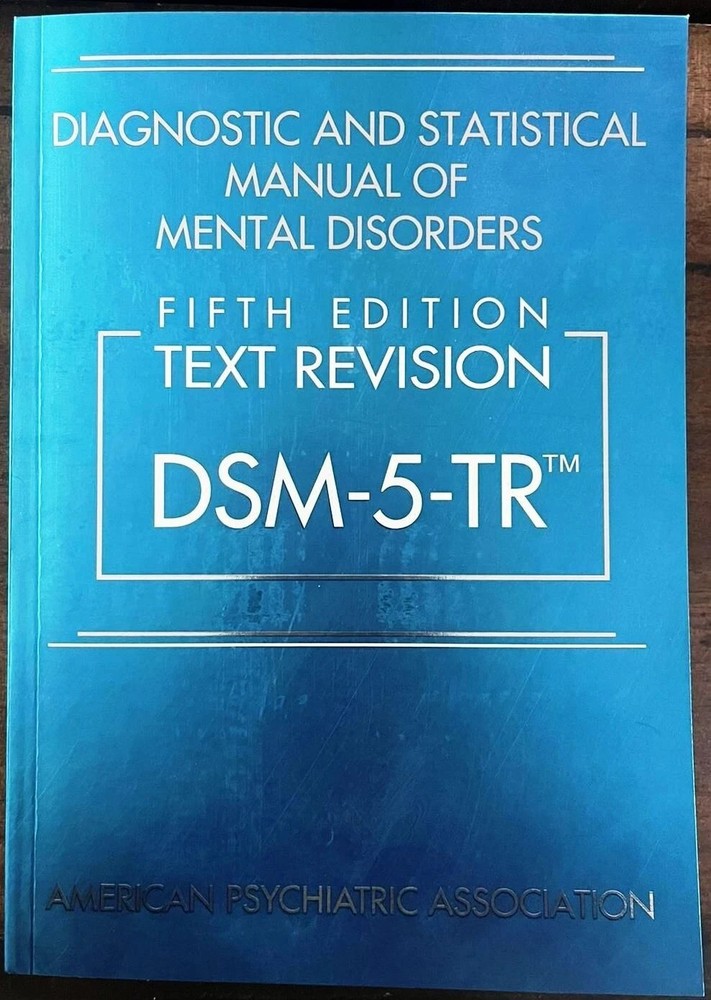 DIAGNOSTIC AND STATISTICAL
MANUAL OF
MENTAL DISORDERS
FIFTH EDITION
TEXT REVISION
DSM-5-TR™
AMERICAN PSYCHIATRIC ASSOCIATION